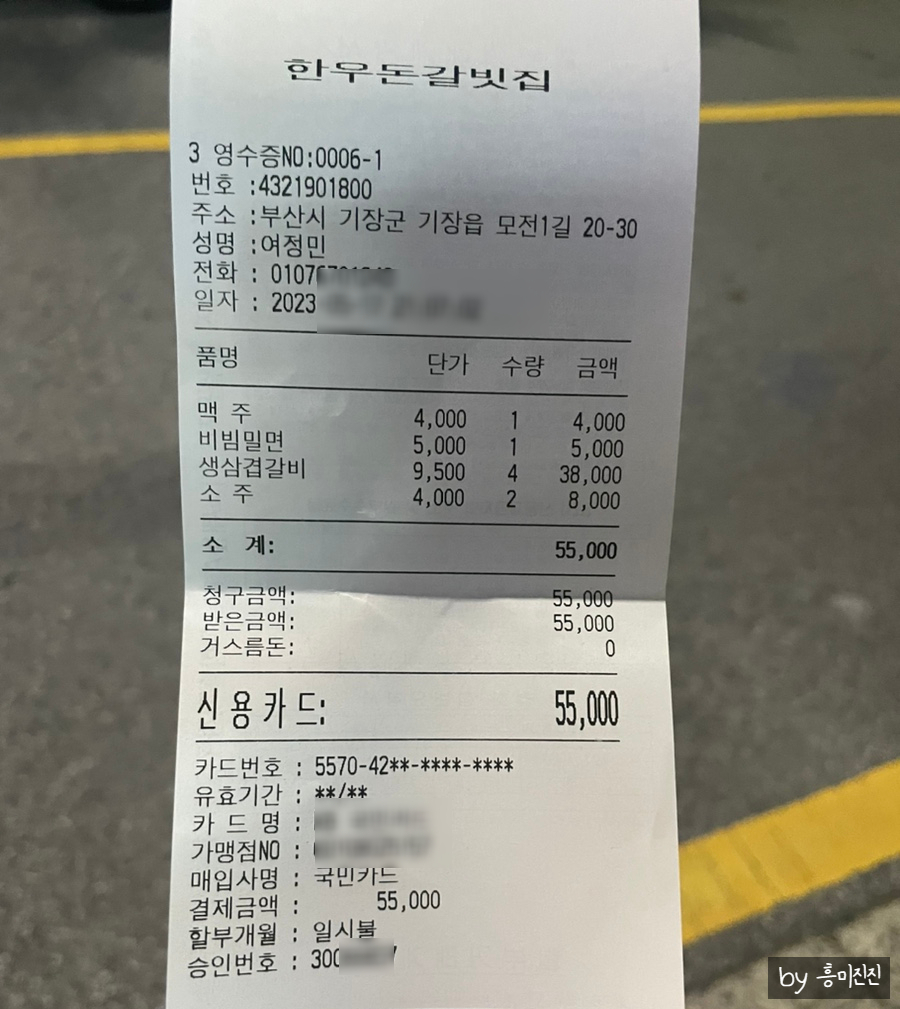 한우돈갈빗집
3 영수증NO:0006-1
번호 :4321901800
주소 :부산시 기장군 기장읍 모전1길 20-30
성명 :여정민
전화 : 0107
일자 : 2023
품명 단가 수량 금액
맥 주 4,000 1 4,000
비빔밀면 5,000 1 5,000
생삼겹갈비 9,500 4 38,000
소 주 4,000 2 8,000
소 계: 55,000
청구금액: 55,000
받은금액: 55,000
거스름돈: 0
신용카드: 55,000
카드번호 : 5570-42**-****-****
유효기간 : **/**
카 드 명 :
가맹점NO :
매입사명 : 국민카드
결제금액 : 55,000
할부개월 : 일시불
승인번호 : 300
by 흥미진진